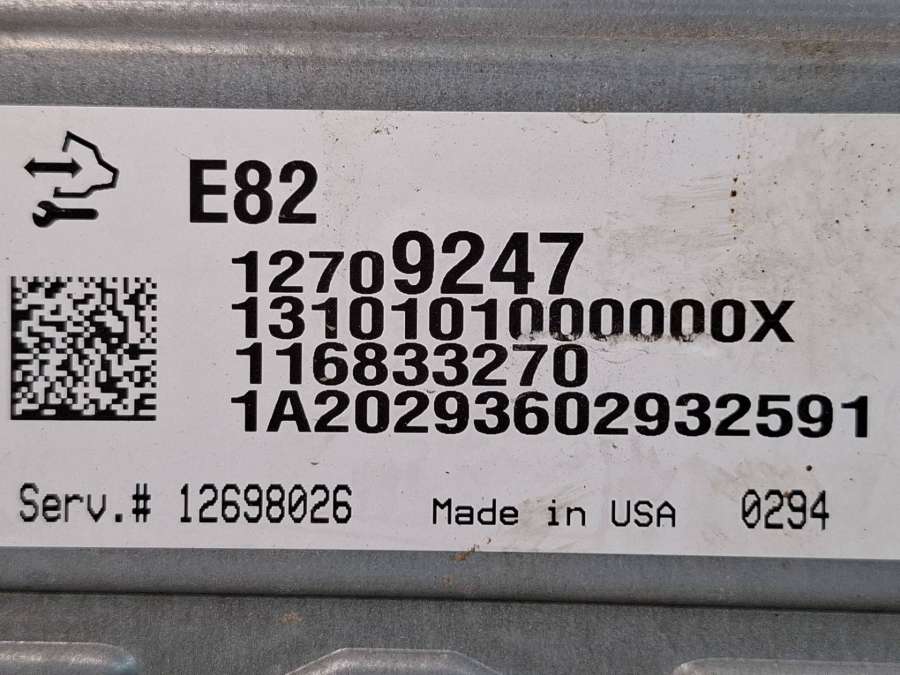 E82
12709247
1310101000000X
116833270
1A20293602932591
Serv.# 12698026 Made in USA 0294